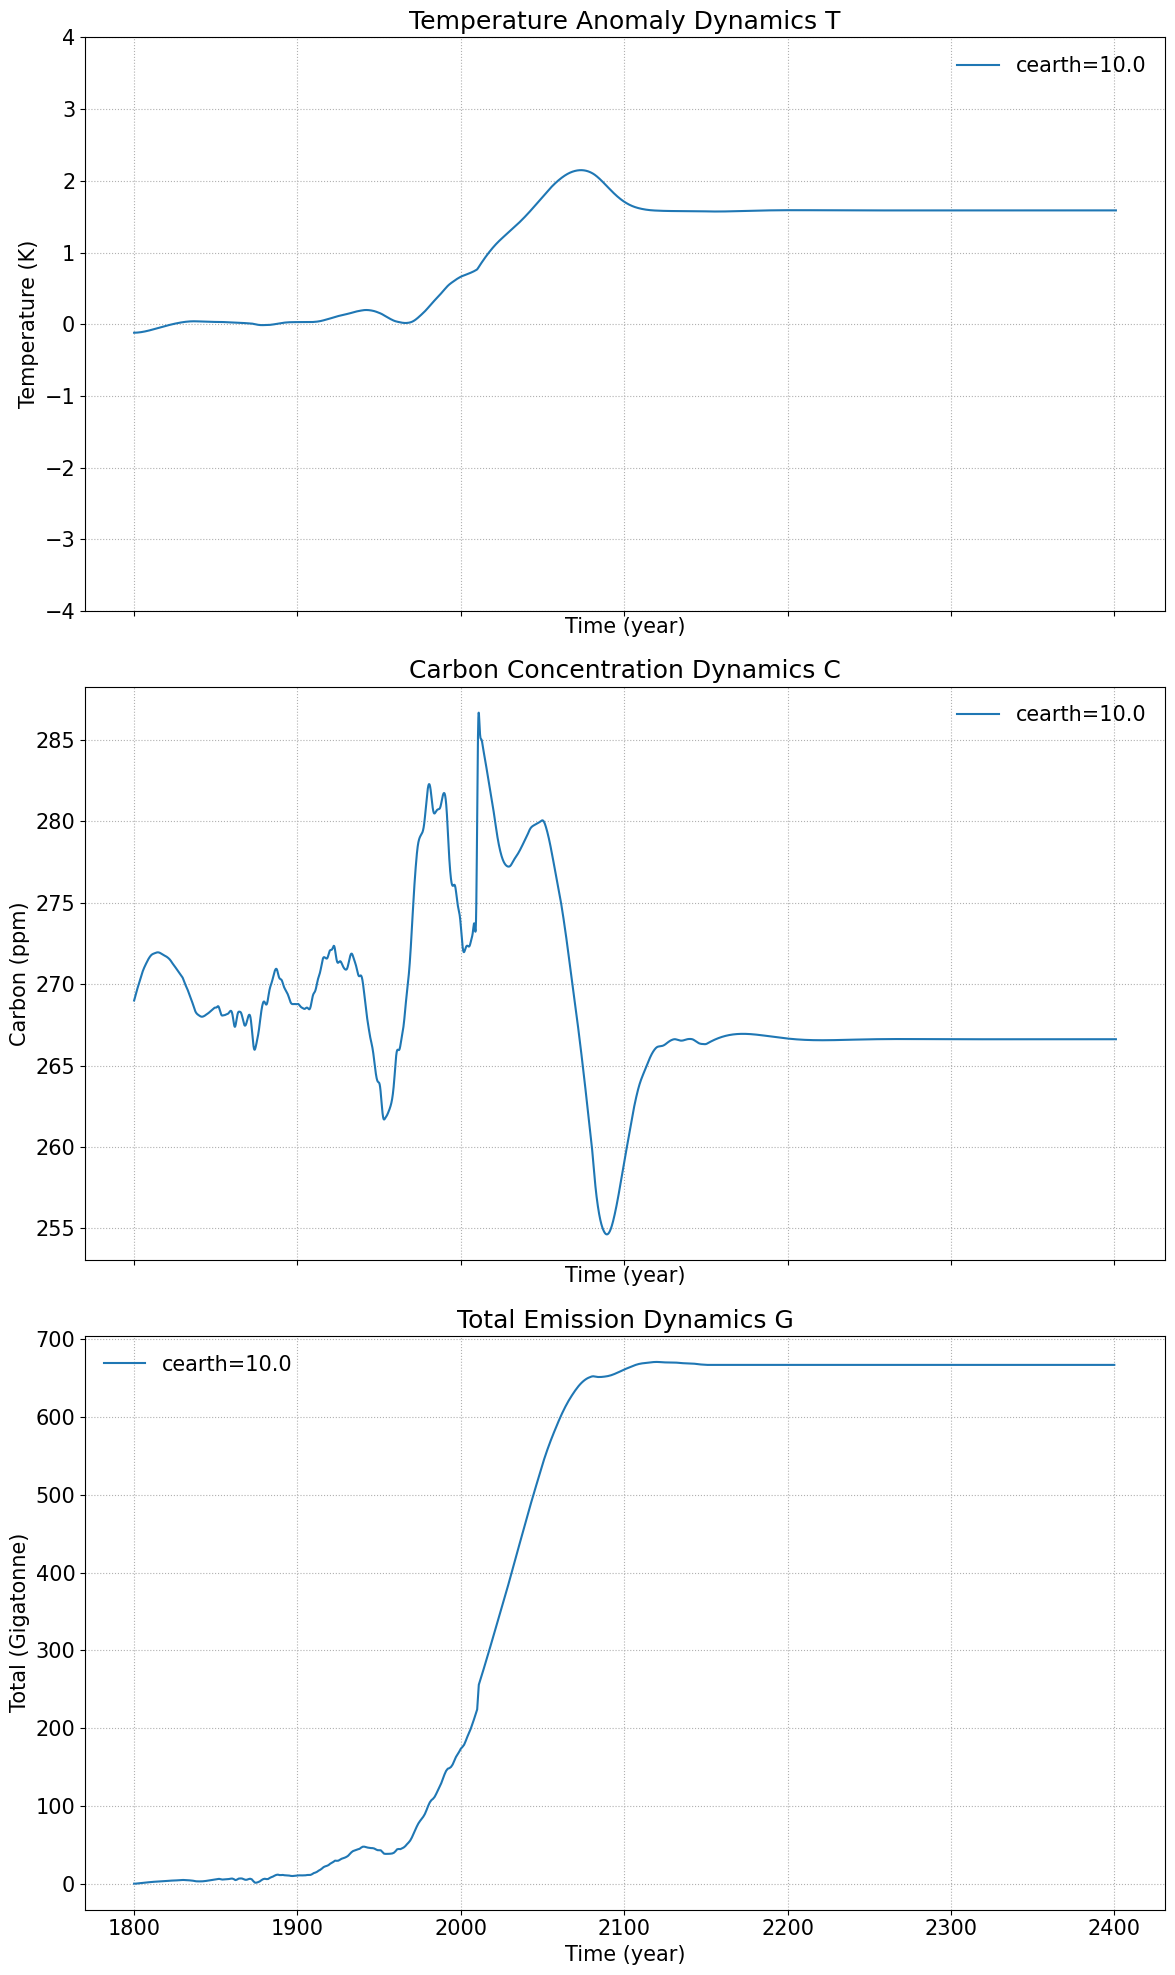 Temperature Anomaly Dynamics T
4
3
2
1
0
−1
−2
−3
−4
Temperature (K)
cearth=10.0
Time (year)
Carbon Concentration Dynamics C
285
280
275
270
265
260
255
Carbon (ppm)
cearth=10.0
Time (year)
Total Emission Dynamics G
700
600
500
400
300
200
100
0
Total (Gigatonne)
cearth=10.0
1800 1900 2000 2100 2200 2300 2400
Time (year)